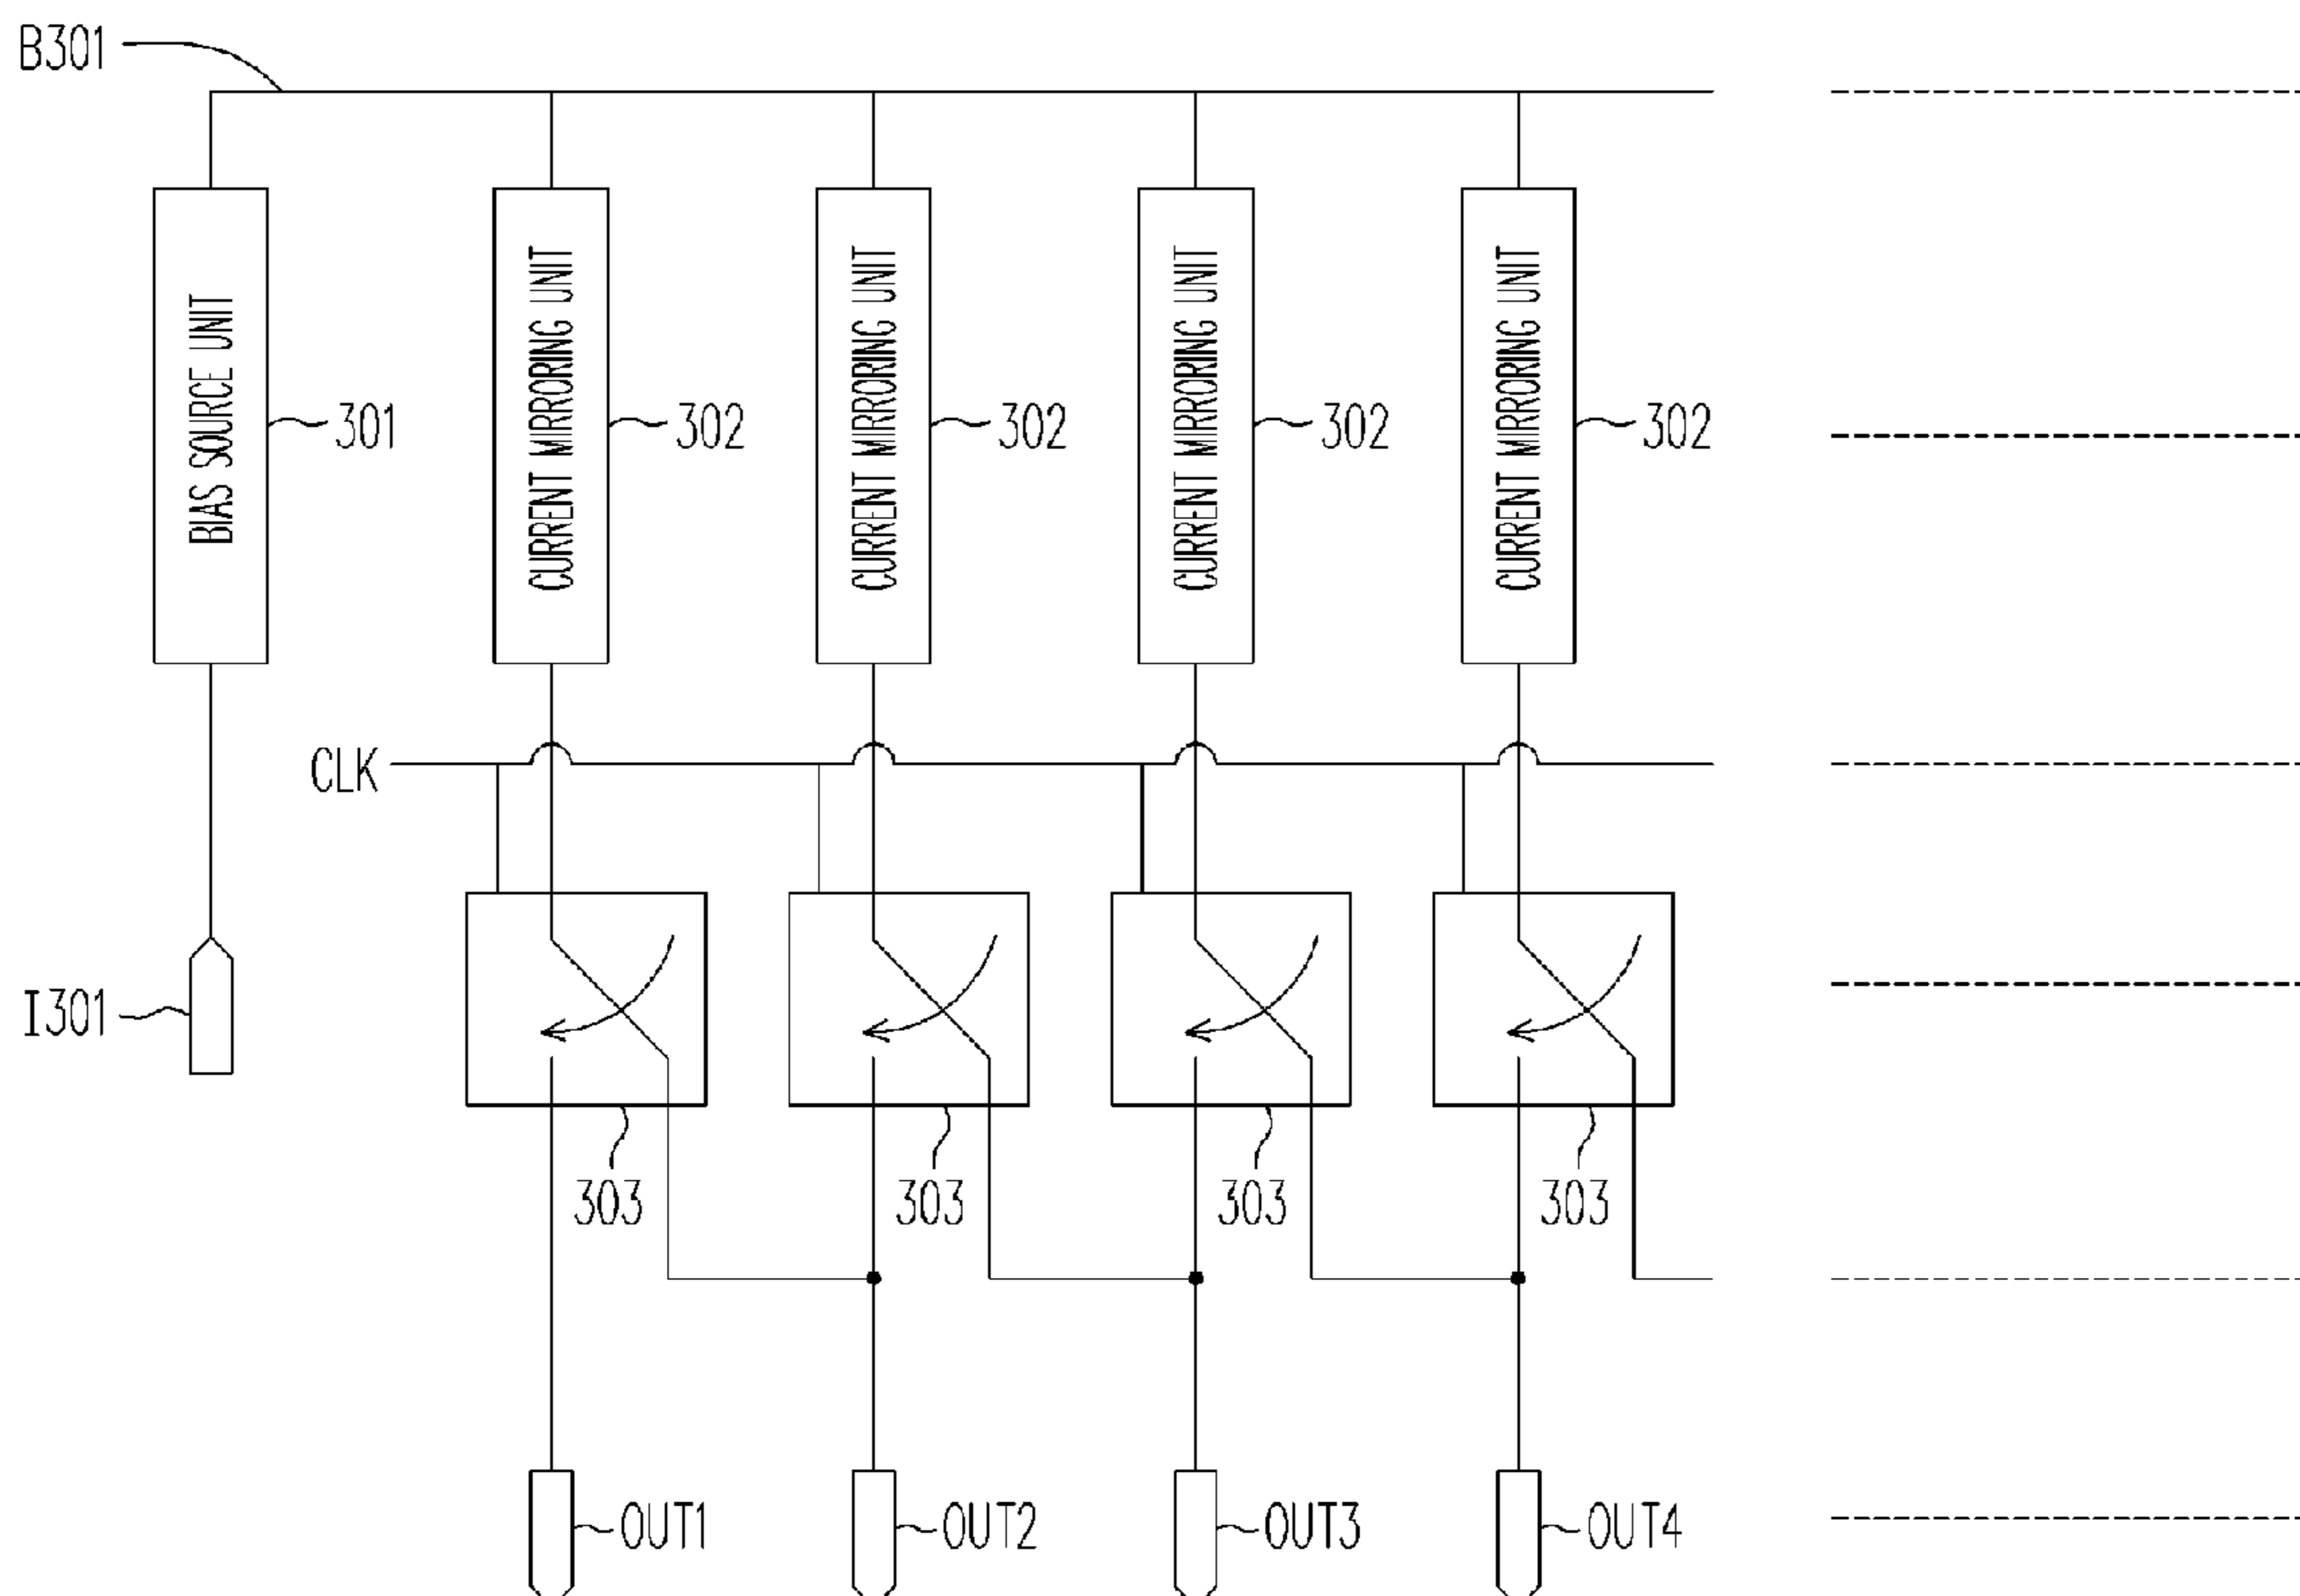 B301
BIAS SOURCE UNIT
301
CURRENT MIRRORING UNIT
302
CURRENT MIRRORING UNIT
302
CURRENT MIRRORING UNIT
302
CURRENT MIRRORING UNIT
302
CLK
I301
303
303
303
303
OUT1
OUT2
OUT3
OUT4